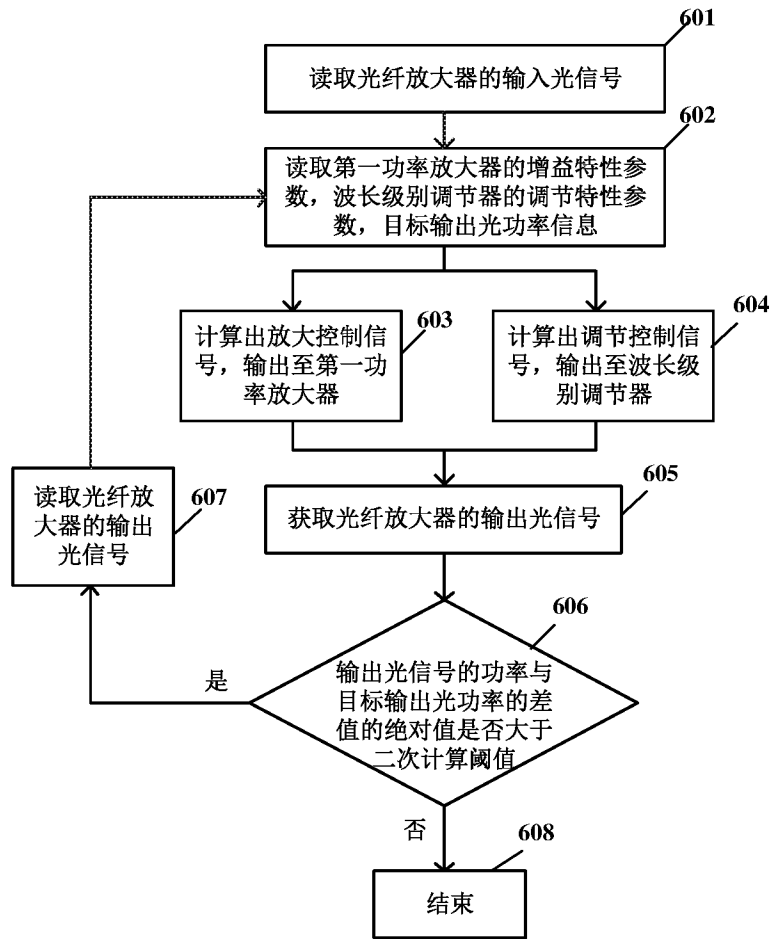 601
读取光纤放大器的输入光信号
602
读取第一功率放大器的增益特性参
数，波长级别调节器的调节特性参
数，目标输出光功率信息
603
计算出放大控制信
号，输出至第一功
率放大器
604
计算出调节控制信
号，输出至波长级
别调节器
605
获取光纤放大器的输出光信号
607
读取光纤放
大器的输出
光信号
606
输出光信号的功率与
目标输出光功率的差
值的绝对值是否大于
二次计算阈值
是
否
608
结束